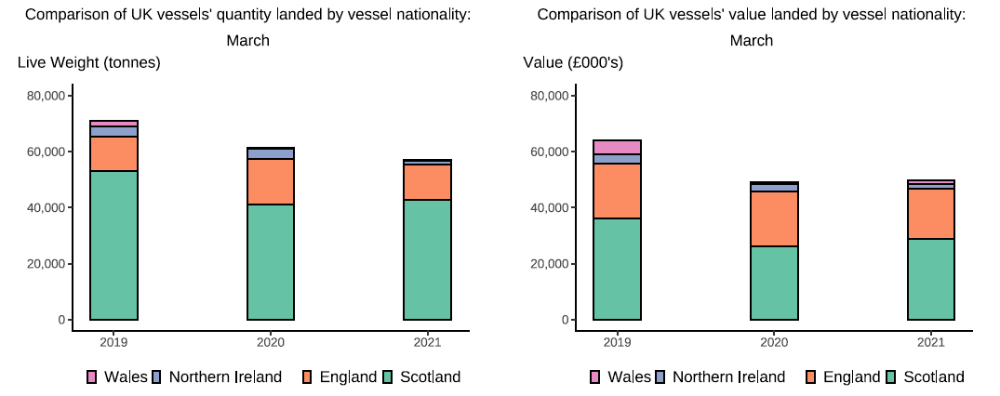 Comparison of UK vessels' quantity landed by vessel nationality:
March
Live Weight (tonnes)
80,000
60,000
40,000
20,000
0
2019 2020 2021
Wales Northern Ireland England Scotland
Comparison of UK vessels' value landed by vessel nationality:
March
Value (£000's)
80,000
60,000
40,000
20,000
0
2019 2020 2021
Wales Northern Ireland England Scotland